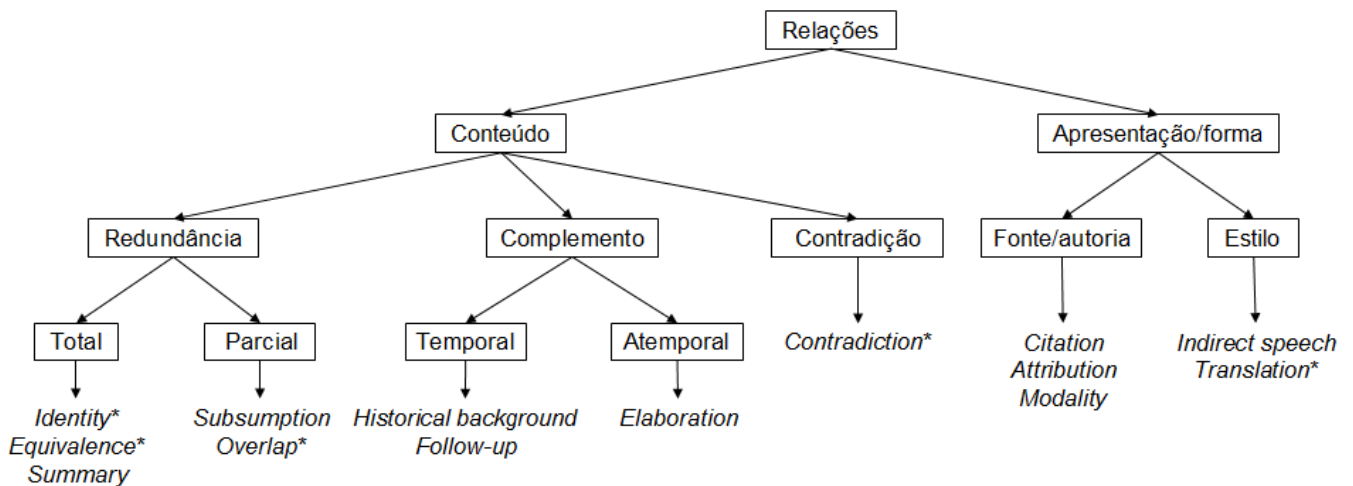 Relações
Conteúdo
Apresentação/forma
Redundância
Complemento
Contradição
Fonte/autoria
Estilo
Total
Parcial
Temporal
Atemporal
Contradiction*
Citation
Attribution
Modality
Indirect speech
Translation*
Identity*
Equivalence*
Summary
Subsumption
Overlap*
Historical background
Follow-up
Elaboration